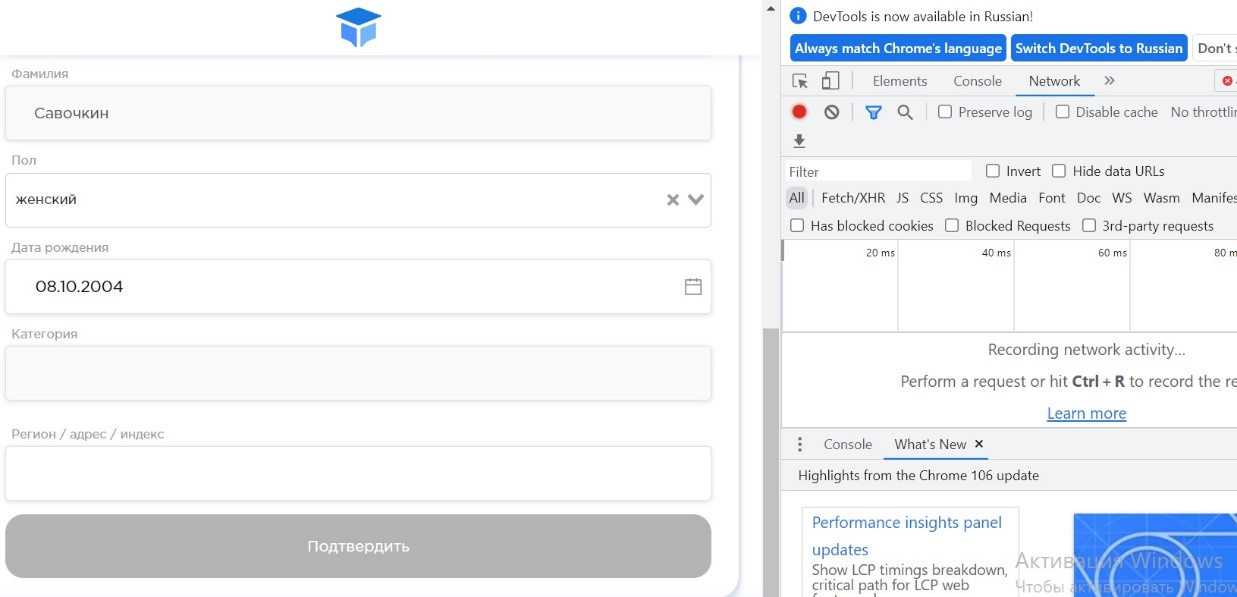 Фамилия
Савочкин
Пол
женский
Дата рождения
08.10.2004
Категория
Регион / адрес / индекс
Подтвердить
DevTools is now available in Russian!
Always match Chrome's language Switch DevTools to Russian Don't
Elements Console Network
Preserve log Disable cache No
Filter Invert Hide data URLs
All Fetch/XHR JS CSS Img Media Font Doc WS Wasm
Has blocked cookies Blocked Requests 3rd-party requests
20 ms 40 ms 60 ms 80
Recording network activity...
Perform a request or hit Ctrl + R to record the
Learn more
Console What's New ×
Highlights from the Chrome 106 update
Performance insights panel
updates
Show LCP timings breakdown,
critical path for LCP web
Активация Windows
Чтобы активировать Windows